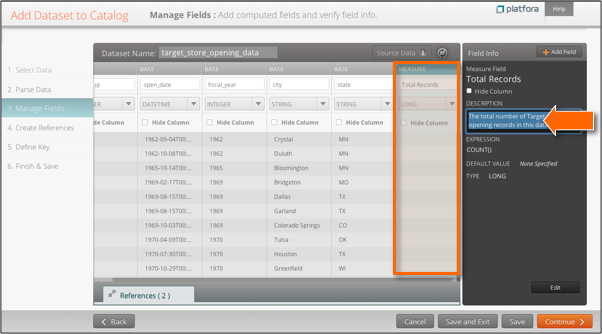 Add Dataset to Catalog
Manage Fields : Add computed fields and verify field info.
platfora
Help
1. Select Data
2. Parse Data
3. Manage Fields
4. Create References
5. Define Key
6. Finish & Save
Dataset Name: target_store_opening_data
Source Data
BASE BASE BASE BASE MEASURE
id open_date fiscal_year city state Total Records
ER DATETIME INTEGER STRING STRING LONG
de Column Hide Column Hide Column Hide Column Hide Column Hide Column
1962-09-04T00:... 1962 Crystal MN
1962-10-08T00:... 1962 Duluth MN
1965-10-14T00:... 1965 Bloomington MN
1969-02-17T00:... 1969 Bridgeton MO
1969-08-15T00:... 1969 Dallas TX
1969-08-15T00:... 1969 Garland TX
1969-03-10T00:... 1969 Colorado Springs CO
1970-04-09T00:... 1970 Tulsa OK
1970-07-30T00:... 1970 Houston TX
1970-10-29T00:... 1970 Greenfield WI
References ( 2 )
Field Info
Add Field
Measure Field
Total Records
Hide Column
DESCRIPTION
The total number of Target
opening records in this dat
EXPRESSION
COUNT()
DEFAULT VALUE None Specified
TYPE LONG
Edit
Back
Cancel
Save and Exit
Save
Continue